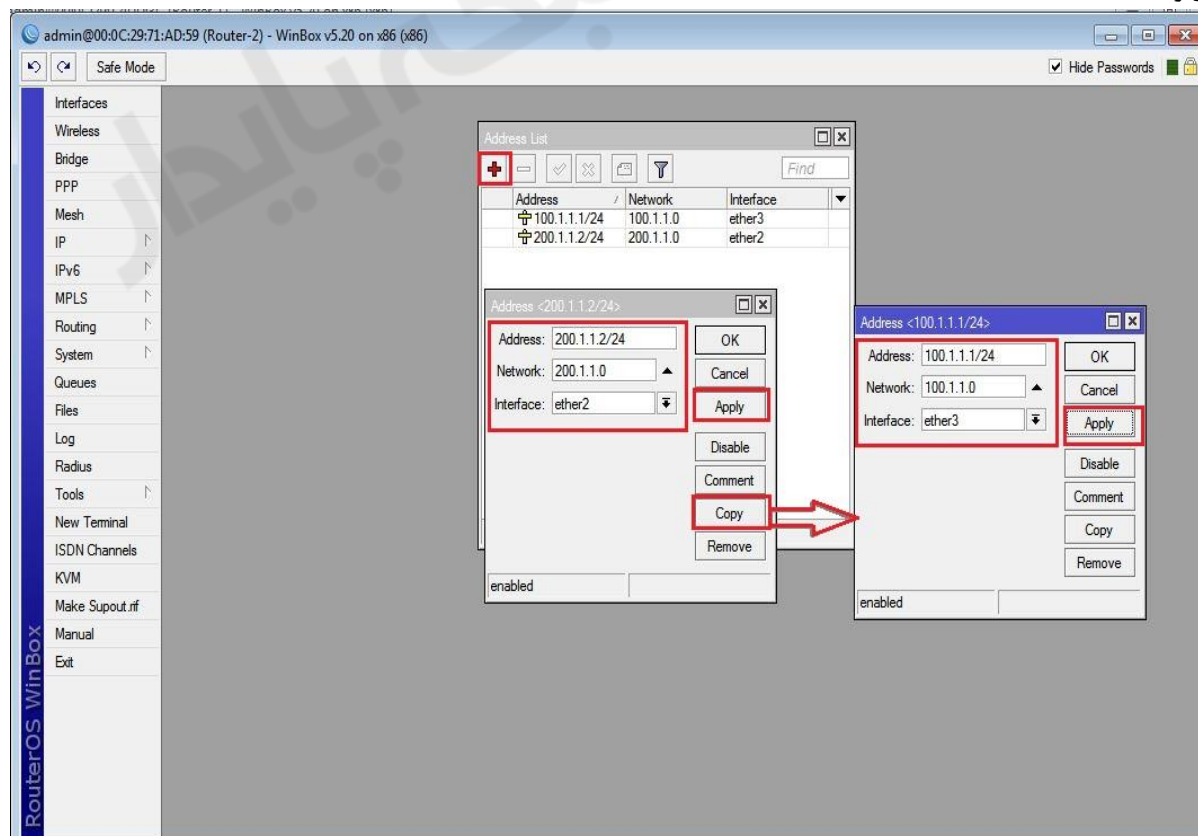 admin@00:0C:29:71:AD:59 (Router-2) - WinBox v5.20 on x86 (x86)
Safe Mode
Hide Passwords
Interfaces
Wireless
Bridge
PPP
Mesh
IP
IPv6
MPLS
Routing
System
Queues
Files
Log
Radius
Tools
New Terminal
ISDN Channels
KVM
Make Supout.rif
Manual
Exit
RouterOS WinBox
Address List
Find
Address / Network Interface
100.1.1.1/24 100.1.1.0 ether3
200.1.1.2/24 200.1.1.0 ether2
Address <200.1.1.2/24>
Address: 200.1.1.2/24 OK
Network: 200.1.1.0 Cancel
Interface: ether2 Apply
Disable
Comment
Copy
Remove
enabled
Address <100.1.1.1/24>
Address: 100.1.1.1/24 OK
Network: 100.1.1.0 Cancel
Interface: ether3 Apply
Disable
Comment
Copy
Remove
enabled
پایدار